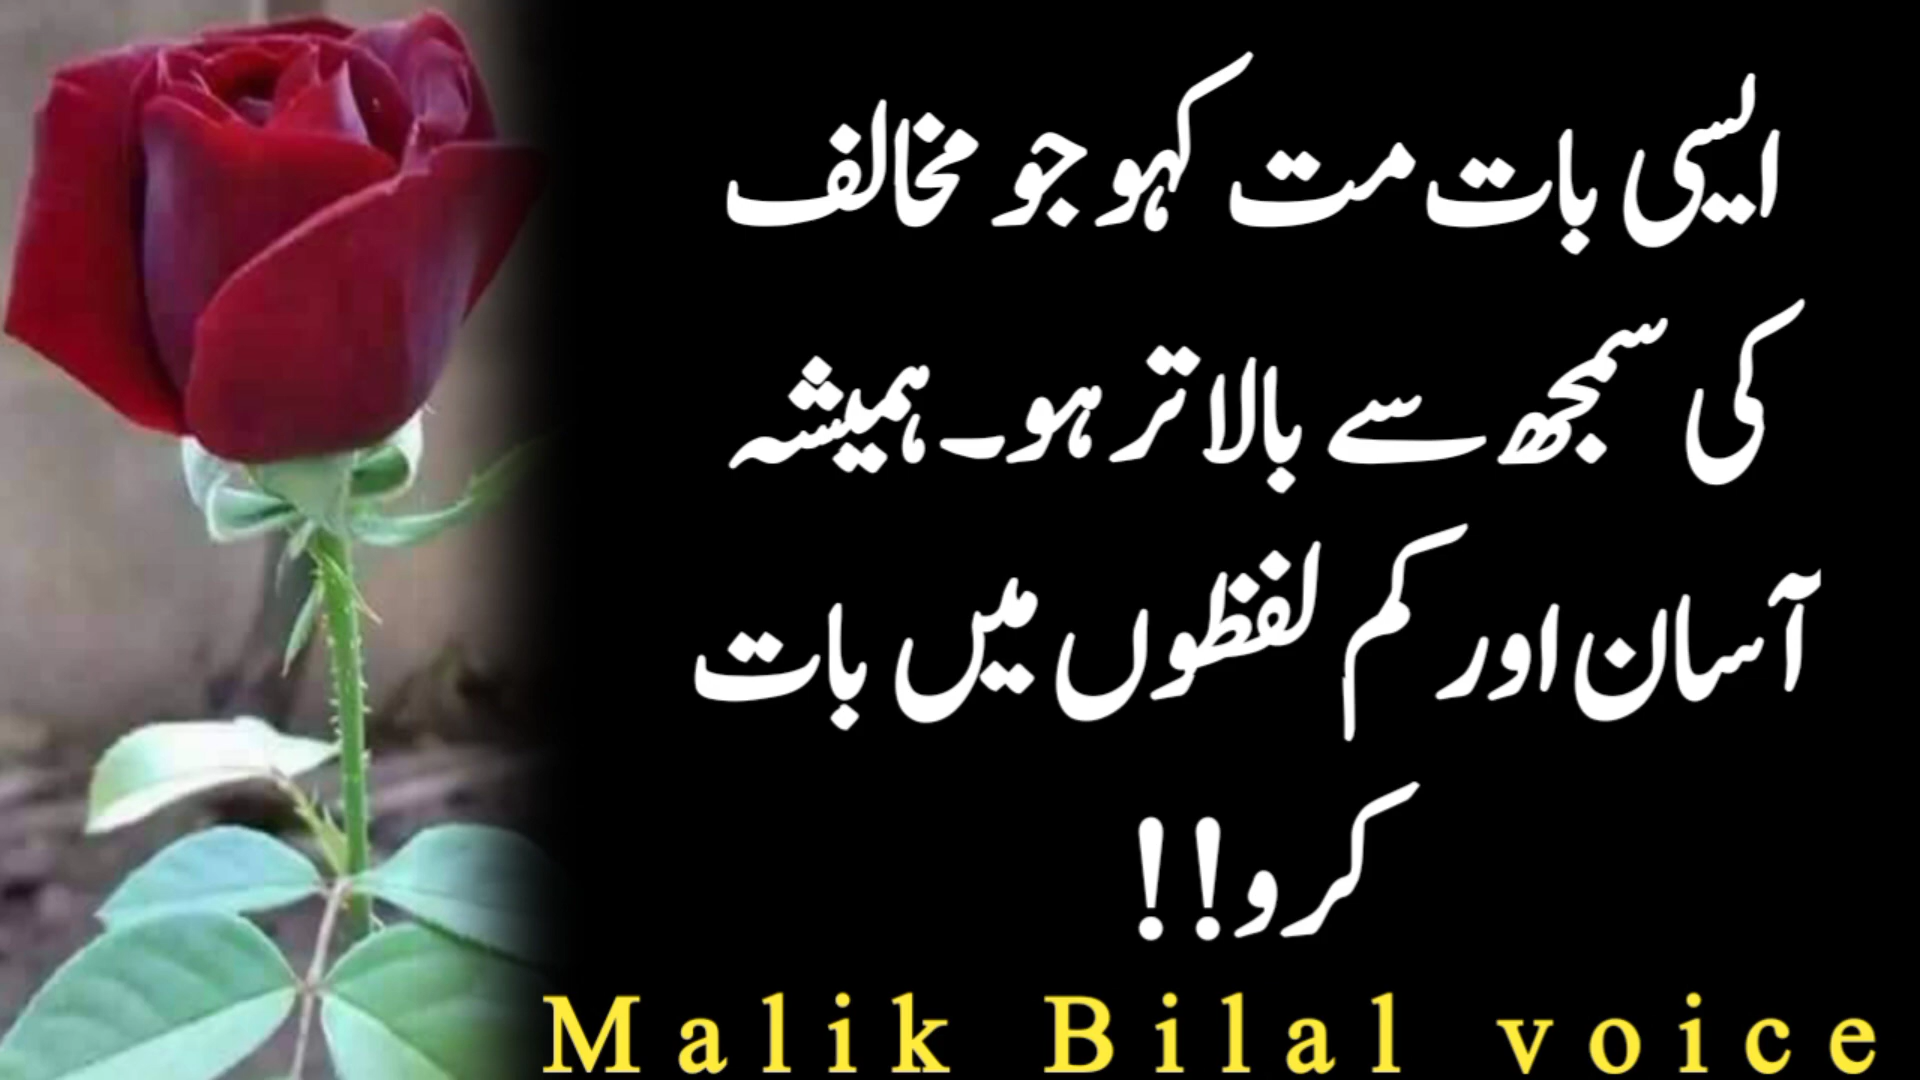 ایسی بات مت کہو جو مخالف
کی سمجھ سے بالاتر ہو۔ ہمیشہ
آسان اور کم لفظوں میں بات
کرو!!
Malik Bilal voice